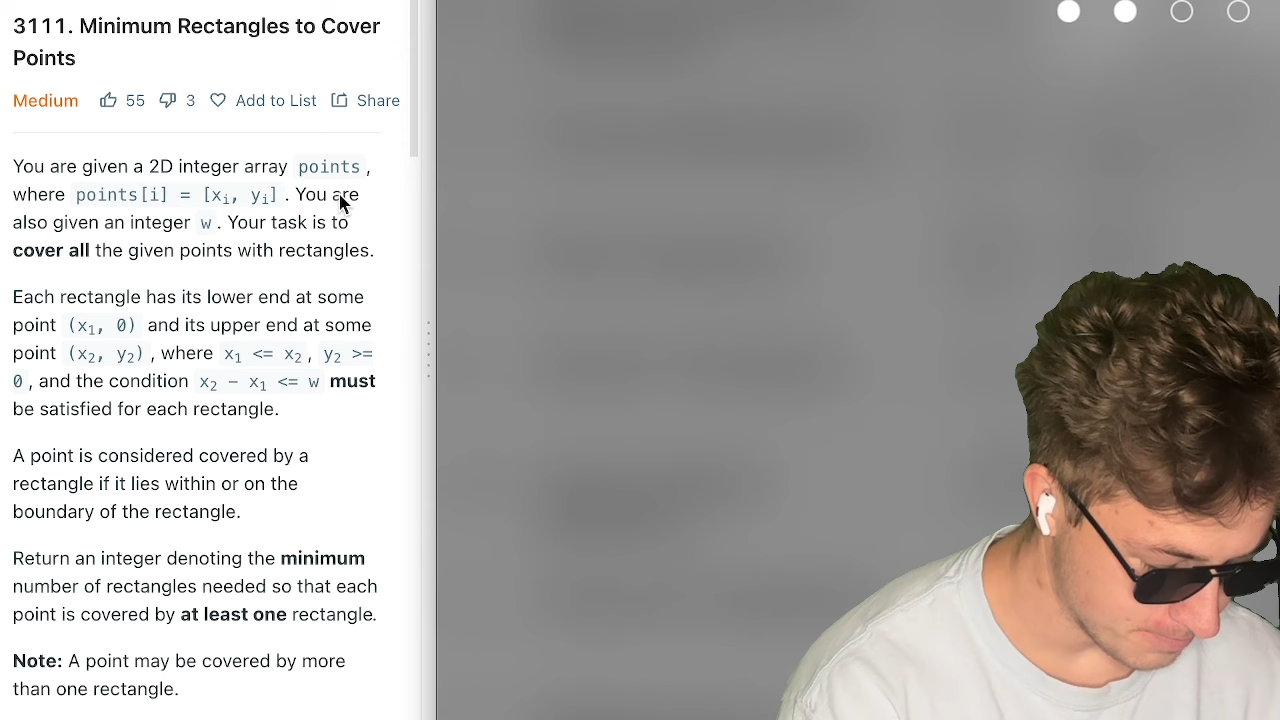 3111. Minimum Rectangles to Cover
Points
Medium 55 3 Add to List Share
You are given a 2D integer array points,
where points[i] = [xi, yi]. You are
also given an integer w. Your task is to
cover all the given points with rectangles.
Each rectangle has its lower end at some
point (x1, 0) and its upper end at some
point (x2, y2), where x1 <= x2, y2 >=
0, and the condition x2 - x1 <= w must
be satisfied for each rectangle.
A point is considered covered by a
rectangle if it lies within or on the
boundary of the rectangle.
Return an integer denoting the minimum
number of rectangles needed so that each
point is covered by at least one rectangle.
Note: A point may be covered by more
than one rectangle.